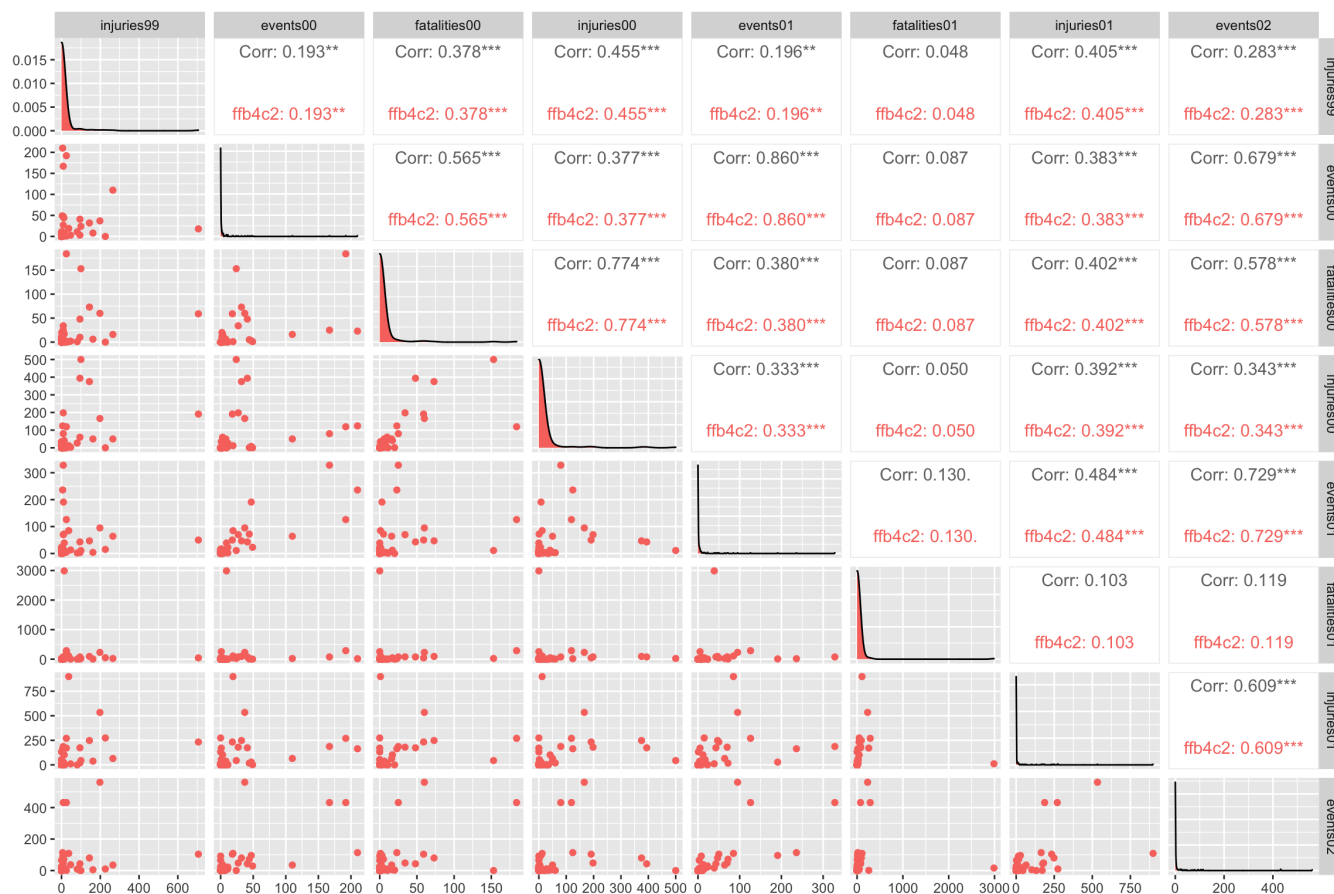 injuries99 events00 fatalities00 injuries00 events01 fatalities01 injuries01 events02
Corr: 0.193** Corr: 0.378*** Corr: 0.455*** Corr: 0.196** Corr: 0.048 Corr: 0.405*** Corr: 0.283***
ffb4c2: 0.193** ffb4c2: 0.378*** ffb4c2: 0.455*** ffb4c2: 0.196** ffb4c2: 0.048 ffb4c2: 0.405*** ffb4c2: 0.283***
0.015
0.010
0.005
0.000
injuries99
Corr: 0.565*** Corr: 0.377*** Corr: 0.860*** Corr: 0.087 Corr: 0.383*** Corr: 0.679***
ffb4c2: 0.565*** ffb4c2: 0.377*** ffb4c2: 0.860*** ffb4c2: 0.087 ffb4c2: 0.383*** ffb4c2: 0.679***
200
150
100
50
0
events00
Corr: 0.774*** Corr: 0.380*** Corr: 0.087 Corr: 0.402*** Corr: 0.578***
ffb4c2: 0.774*** ffb4c2: 0.380*** ffb4c2: 0.087 ffb4c2: 0.402*** ffb4c2: 0.578***
150
100
50
0
fatalities00
Corr: 0.333*** Corr: 0.050 Corr: 0.392*** Corr: 0.343***
ffb4c2: 0.333*** ffb4c2: 0.050 ffb4c2: 0.392*** ffb4c2: 0.343***
500
400
300
200
100
0
injuries00
Corr: 0.130. Corr: 0.484*** Corr: 0.729***
ffb4c2: 0.130. ffb4c2: 0.484*** ffb4c2: 0.729***
300
200
100
0
events01
Corr: 0.103 Corr: 0.119
ffb4c2: 0.103 ffb4c2: 0.119
3000
2000
1000
0
fatalities01
Corr: 0.609***
ffb4c2: 0.609***
750
500
250
0
injuries01
400
200
0
events02
0 200 400 600 0 50 100 150 200 0 50 100 150 0 100 200 300 400 500 0 100 200 300 0 1000 2000 3000 0 250 500 750 0 200 400